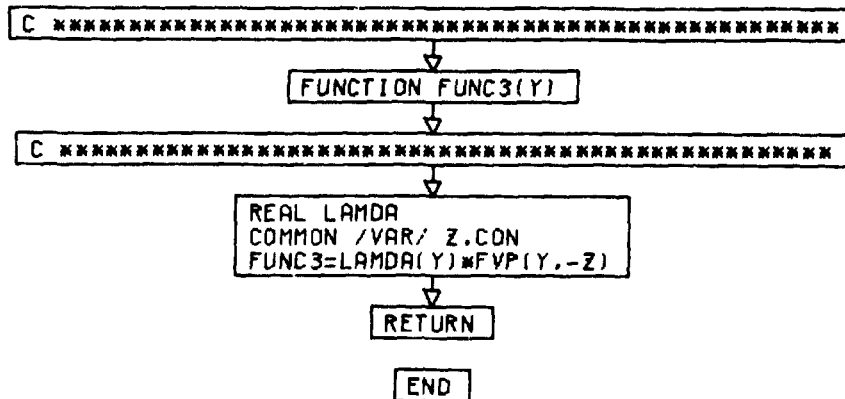 C *****************************************************
FUNCTION FUNC3(Y)
C ****************************************************
REAL LAMDA
COMMON /VAR/ Z.CON
FUNC3=LAMDA(Y)*FVP(Y.-Z)
RETURN
END